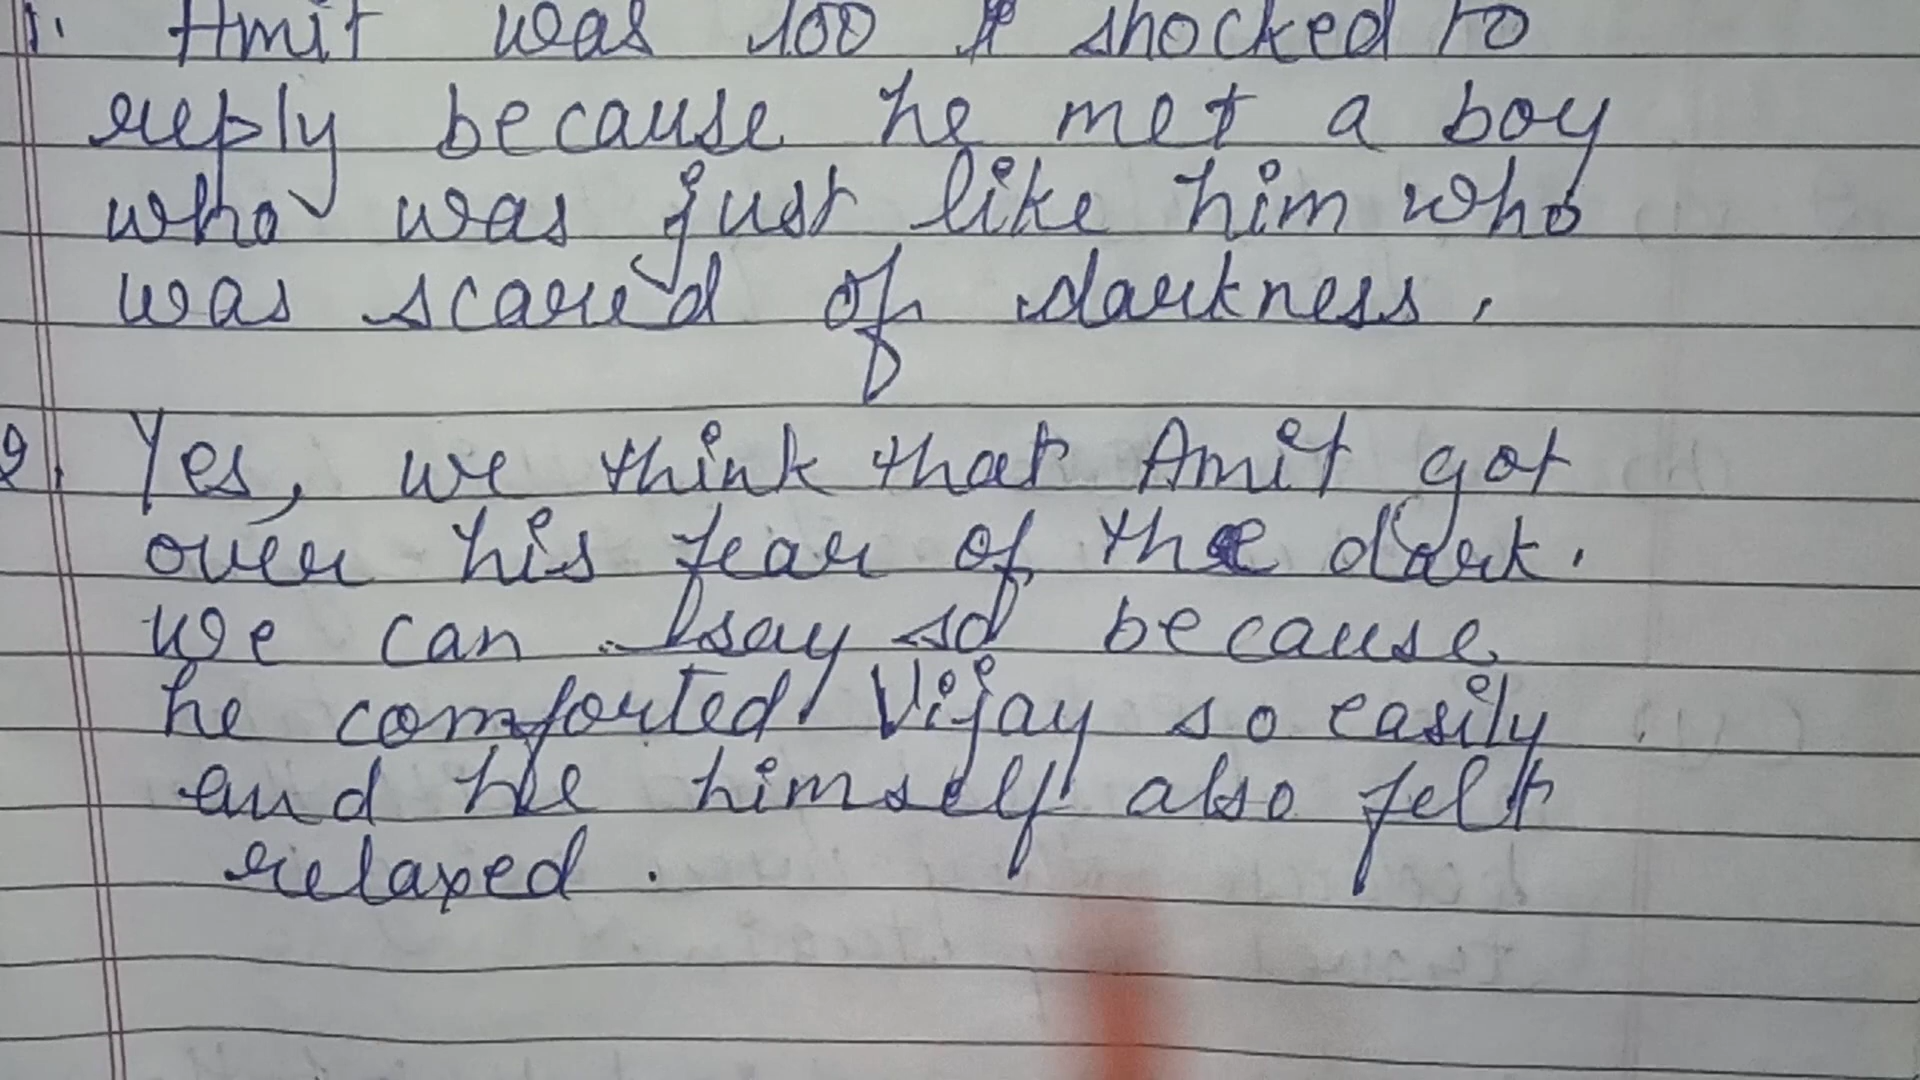 1. Amit was too shocked to
reply because he met a boy
who was just like him who
was scared of darkness.
2. Yes, we think that Amit got
over his fear of the dark.
we can say so because
he comforted Vijay so easily
and he himself also felt
relaxed.